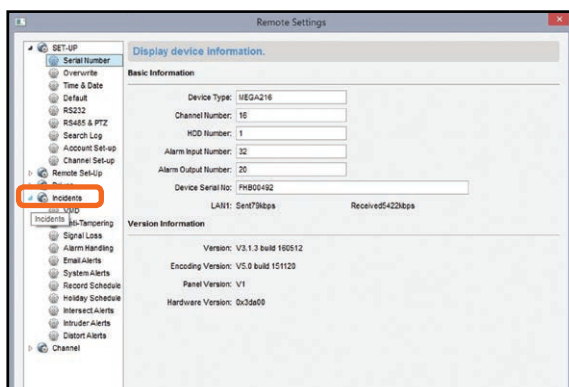 Remote Settings
SET-UP
Serial Number
Overwrite
Time & Date
Default
RS232
RS485 & PTZ
Search Log
Account Set-up
Channel Set-up
Remote Set-Up
Incidents
VMD
Incidents
Anti-Tampering
Signal Loss
Alarm Handling
Email Alerts
System Alerts
Record Schedule
Holiday Schedule
Intersect Alerts
Intruder Alerts
Distort Alerts
Channel
Display device information.
Basic Information
Device Type: MEGA216
Channel Number: 16
HDD Number: 1
Alarm Input Number: 32
Alarm Output Number: 20
Device Serial No: FHB00492
LAN1: Sent79kbps Received5422kbps
Version Information
Version: V3.1.3 build 160512
Encoding Version: V5.0 build 151120
Panel Version: V1
Hardware Version: 0x3da00